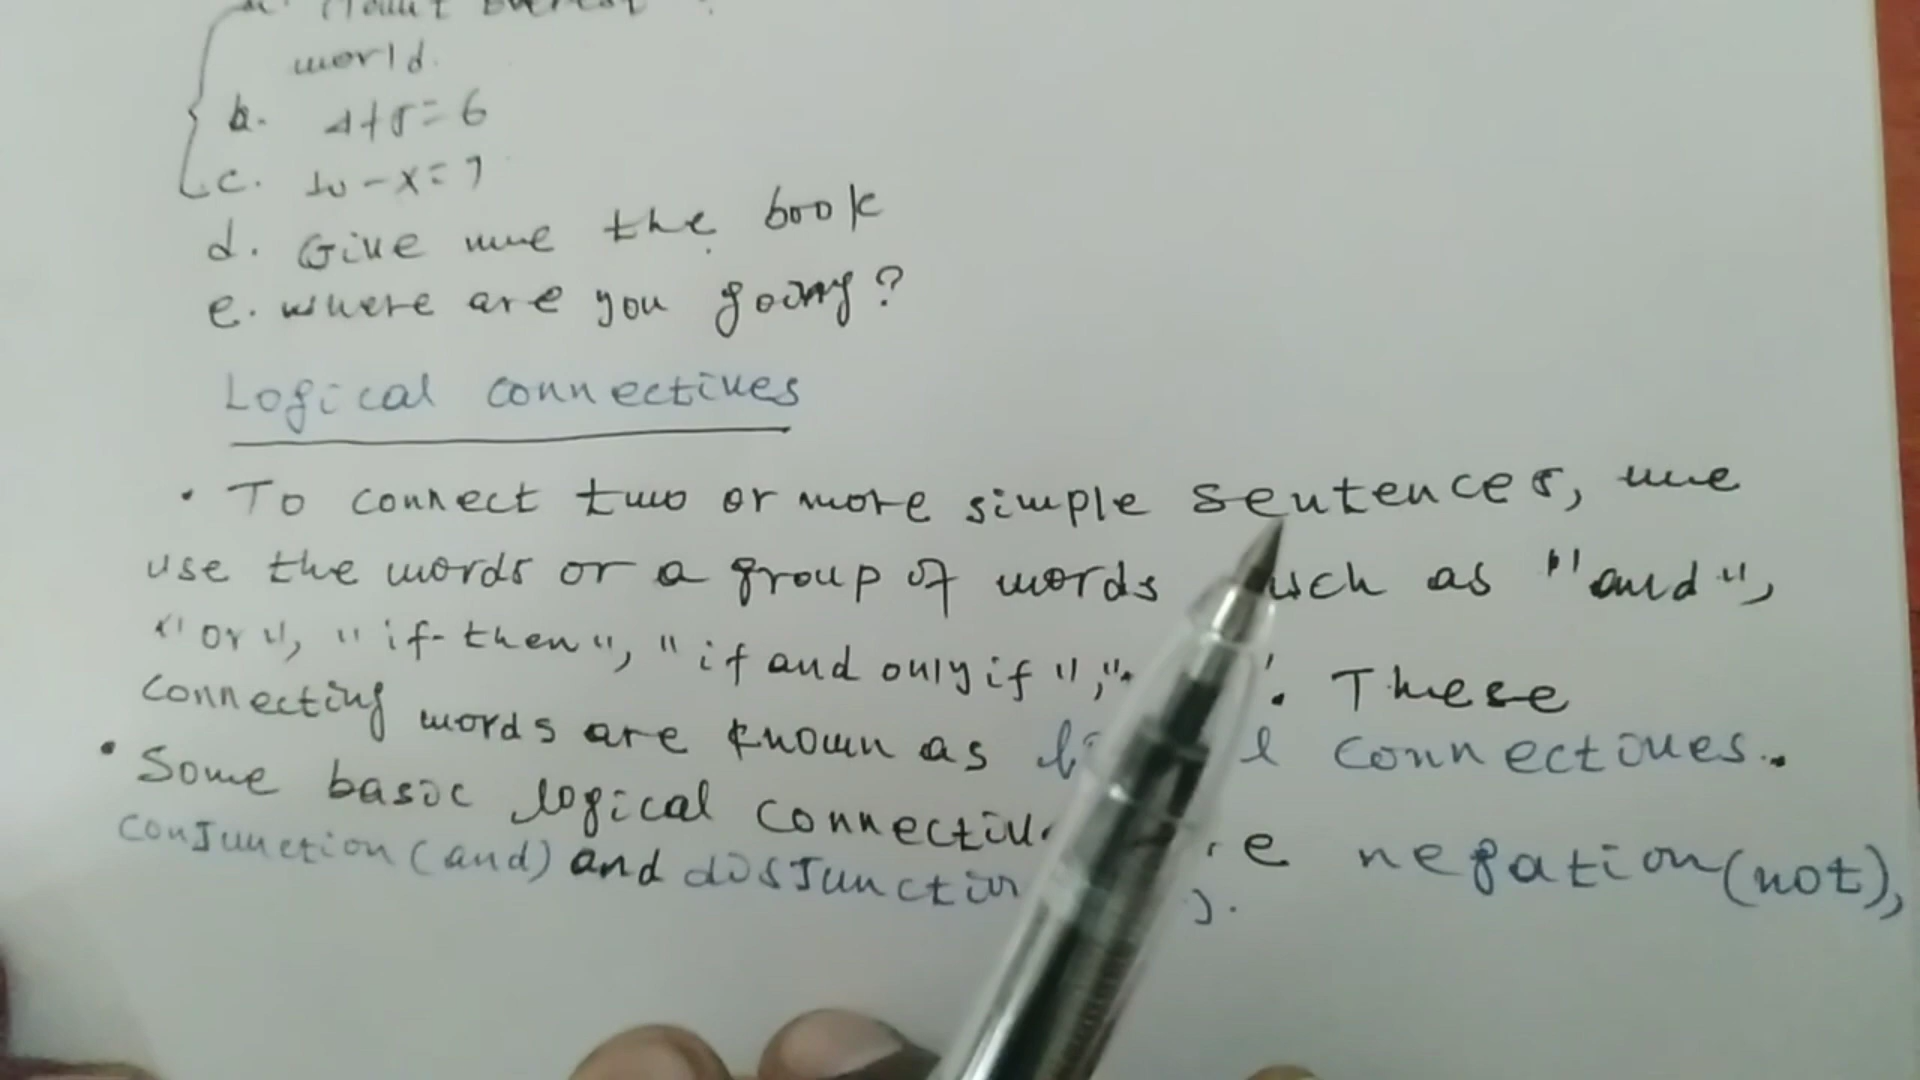 a. Mount Everest
world.
b. 4+5=6
c. 10-x=7
d. Give me the book
e. where are you going?
Logical connectives
• To connect two or more simple sentences, we
use the words or a group of words such as "and",
"or", "if-then", "if and only if", . These
connecting words are known as connectives.
• Some basic logical negation (not),
conjunction (and) and disjunction